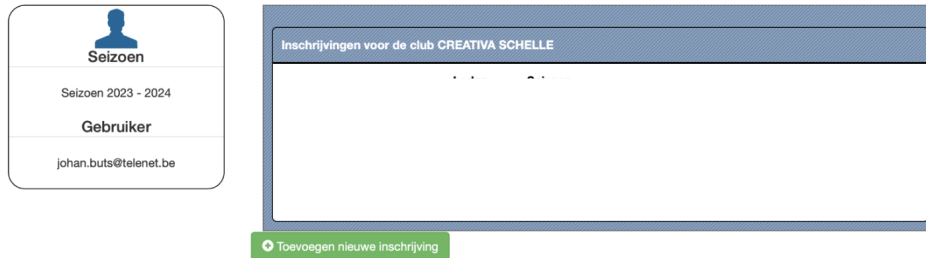 Seizoen
Seizoen 2023 - 2024
Gebruiker
johan.buts@telenet.be
Inschrijvingen voor de club CREATIVA SCHELLE
Toevoegen nieuwe inschrijving